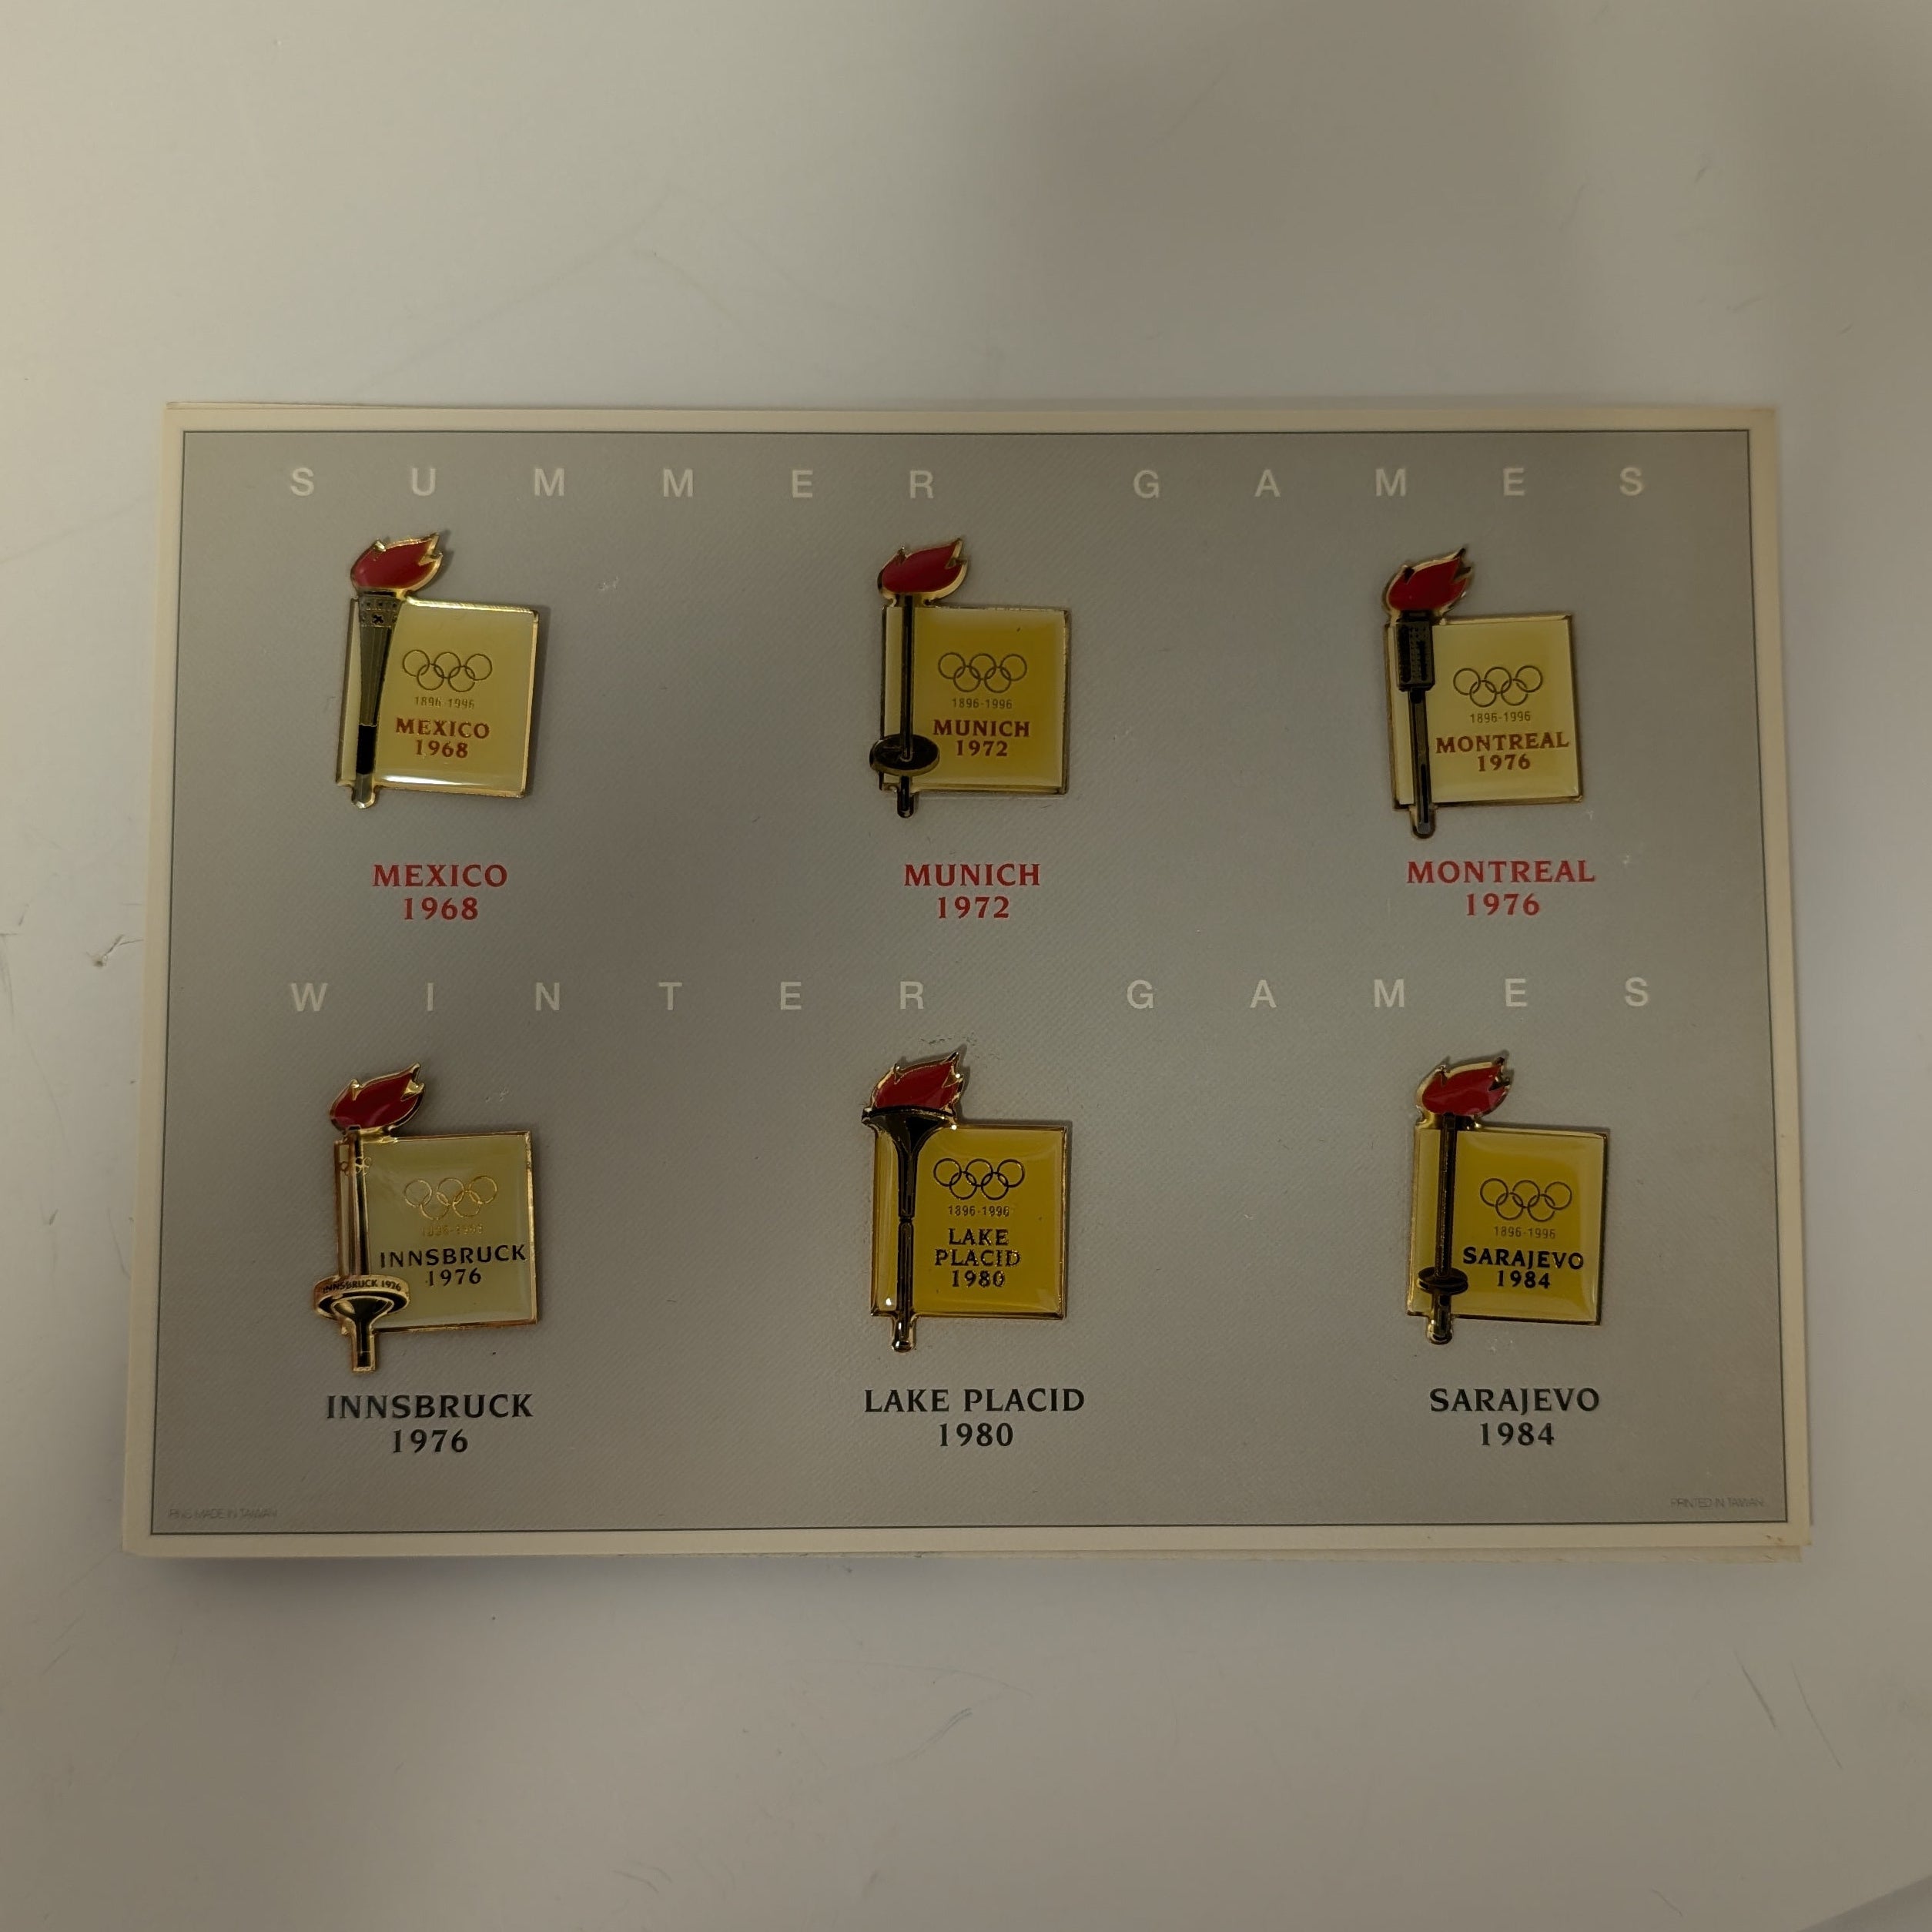 SUMMER GAMES
1896-1996
MEXICO
1968
1896-1996
MUNICH
1972
1896-1996
MONTREAL
1976
MEXICO
1968
MUNICH
1972
MONTREAL
1976
WINTER GAMES
1896-1996
INNSBRUCK
1976
INNSBRUCK 1976
1896-1996
LAKE
PLACID
1980
1896-1996
SARAJEVO
1984
INNSBRUCK
1976
LAKE PLACID
1980
SARAJEVO
1984
PINS MADE IN TAIWAN
PRINTED IN TAIWAN